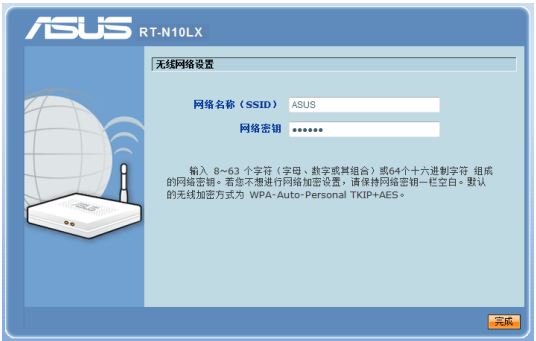 ASUS RT-N10LX
无线网络设置
网络名称（SSID） ASUS
网络密钥 ••••••
输入 8~63 个字符（字母、数字或其组合）或64个十六进制字符 组成
的网络密钥。若您不想进行网络加密设置，请保持网络密钥一栏空白。默认
的无线加密方式为 WPA-Auto-Personal TKIP+AES。
ASUS
完成